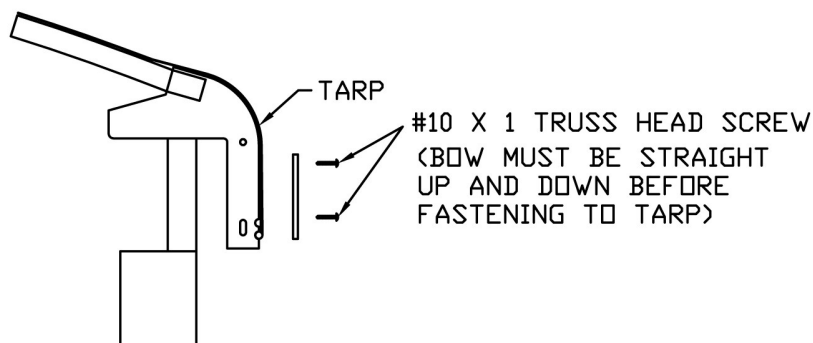 TARP
#10 X 1 TRUSS HEAD SCREW
(BOW MUST BE STRAIGHT
UP AND DOWN BEFORE
FASTENING TO TARP)